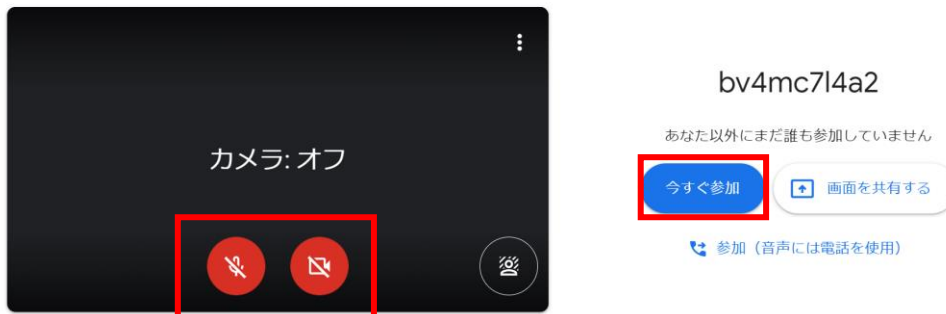 カメラ: オフ
bv4mc7l4a2
あなた以外にまだ誰も参加していません
今すぐ参加
画面を共有する
参加（音声には電話を使用）